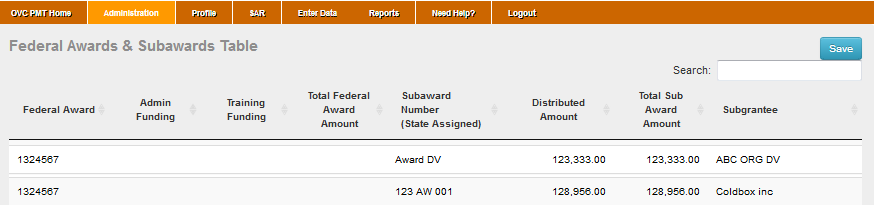 OVC PMT Home Administration Profile $AR Enter Data Reports Need Help? Logout
Federal Awards & Subawards Table Save
Search:
Federal Award Admin Funding Training Funding Total Federal Award Amount Subaward Number (State Assigned) Distributed Amount Total Sub Award Amount Subgrantee
1324567 Award DV 123,333.00 123,333.00 ABC ORG DV
1324567 123 AW 001 128,956.00 128,956.00 Coldbox inc